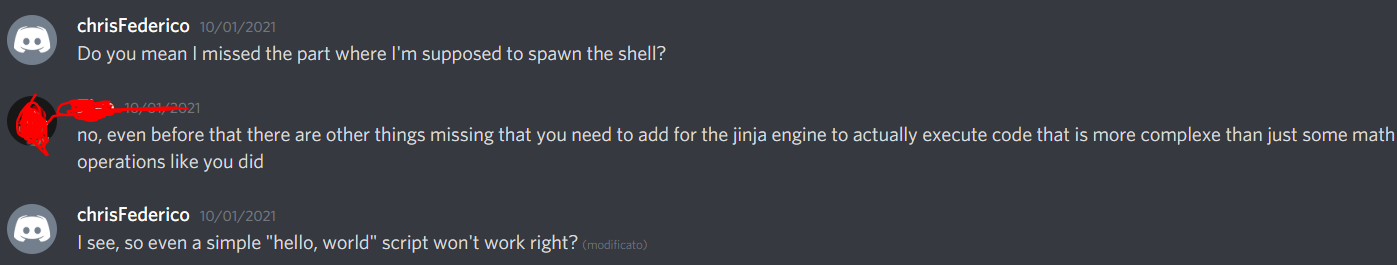 chrisFederico 10/01/2021
Do you mean I missed the part where I'm supposed to spawn the shell?
10/01/2021
no, even before that there are other things missing that you need to add for the jinja engine to actually execute code that is more complexe than just some math
operations like you did
chrisFederico 10/01/2021
I see, so even a simple "hello, world" script won't work right? (modificato)